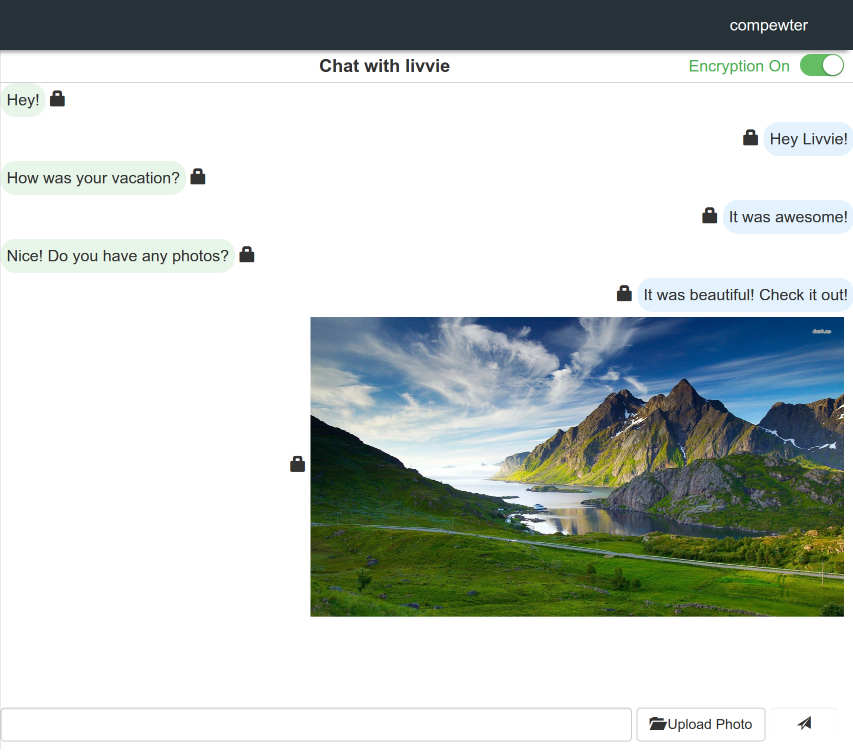 compewter
Chat with livvie
Encryption On
Hey!
Hey Livvie!
How was your vacation?
It was awesome!
Nice! Do you have any photos?
It was beautiful! Check it out!
Upload Photo